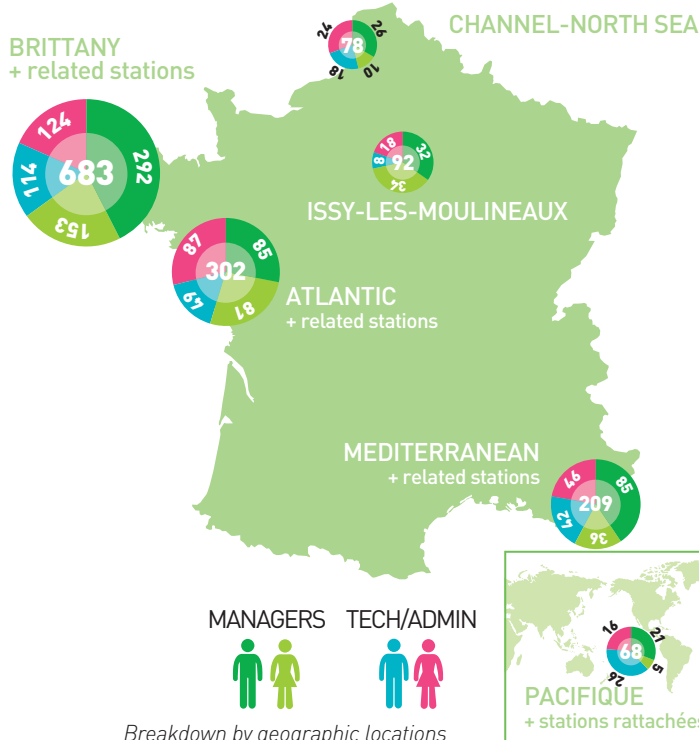 CHANNEL-NORTH SEA
24
26
78
18
10
BRITTANY
+ related stations
124
292
683
114
153
18
32
8
92
34
ISSY-LES-MOULINEAUX
87
85
302
49
81
ATLANTIC
+ related stations
MEDITERRANEAN
+ related stations
46
85
209
42
36
MANAGERS TECH/ADMIN
16
21
68
26
5
PACIFIQUE
+ stations rattachées
Breakdown by geographic locations